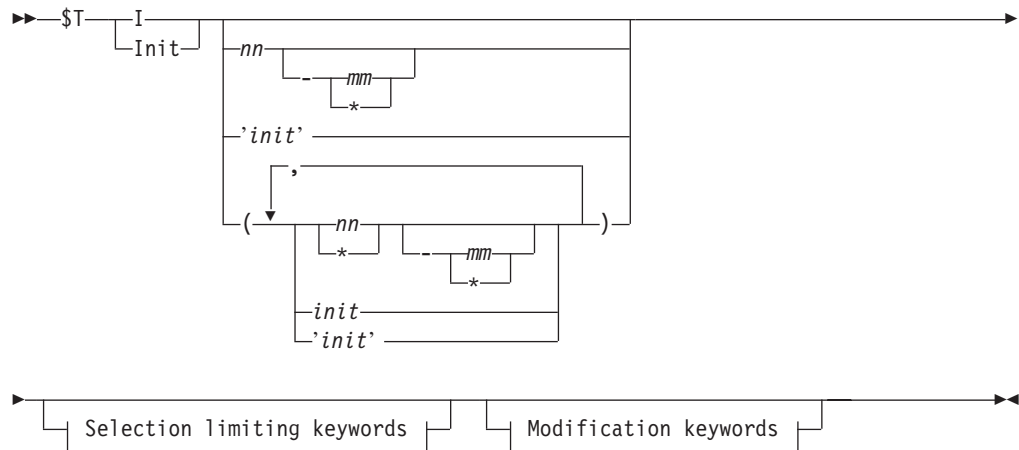 $T I
Init
nn
- mm
*
’init’
,
( nn )
* - mm
*
init
’init’
Selection limiting keywords Modification keywords